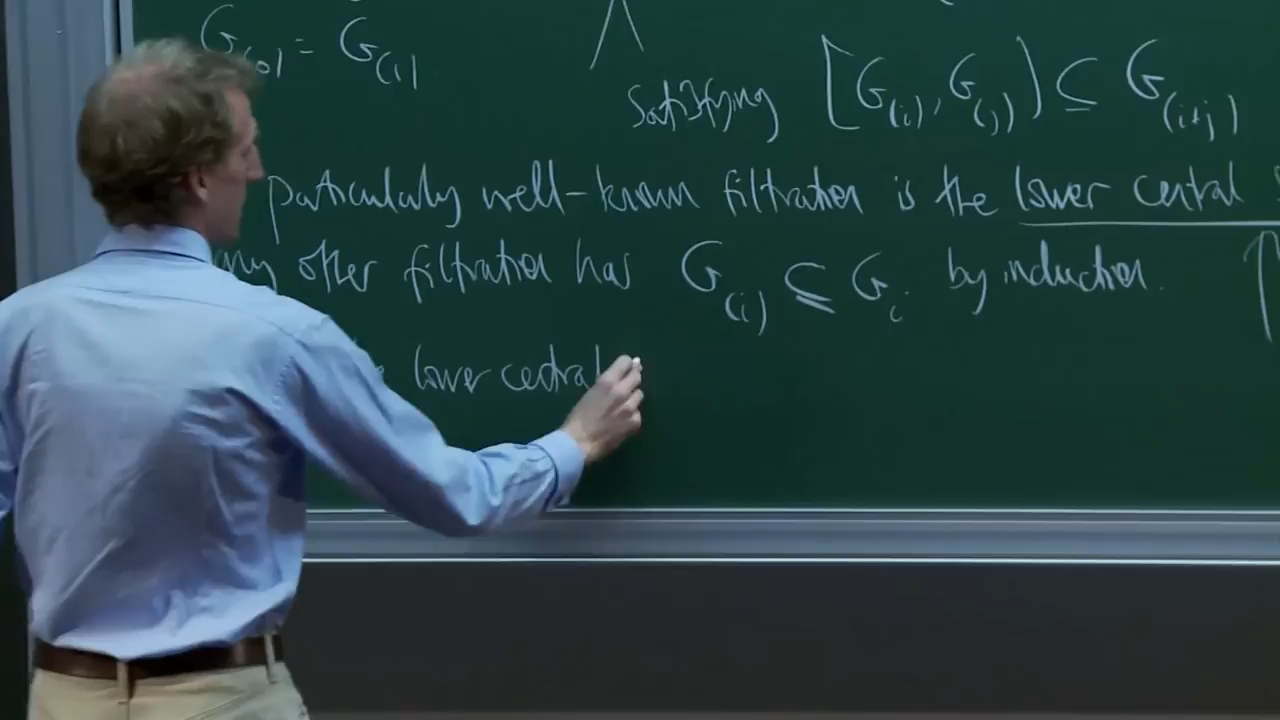 G(0) = G(1)
Satisfying [G(i), G(j)] ⊆ G(i+j)
particularly well-known filtration is the lower central
any other filtration has G(i) ⊆ Gi by induction.
lower central